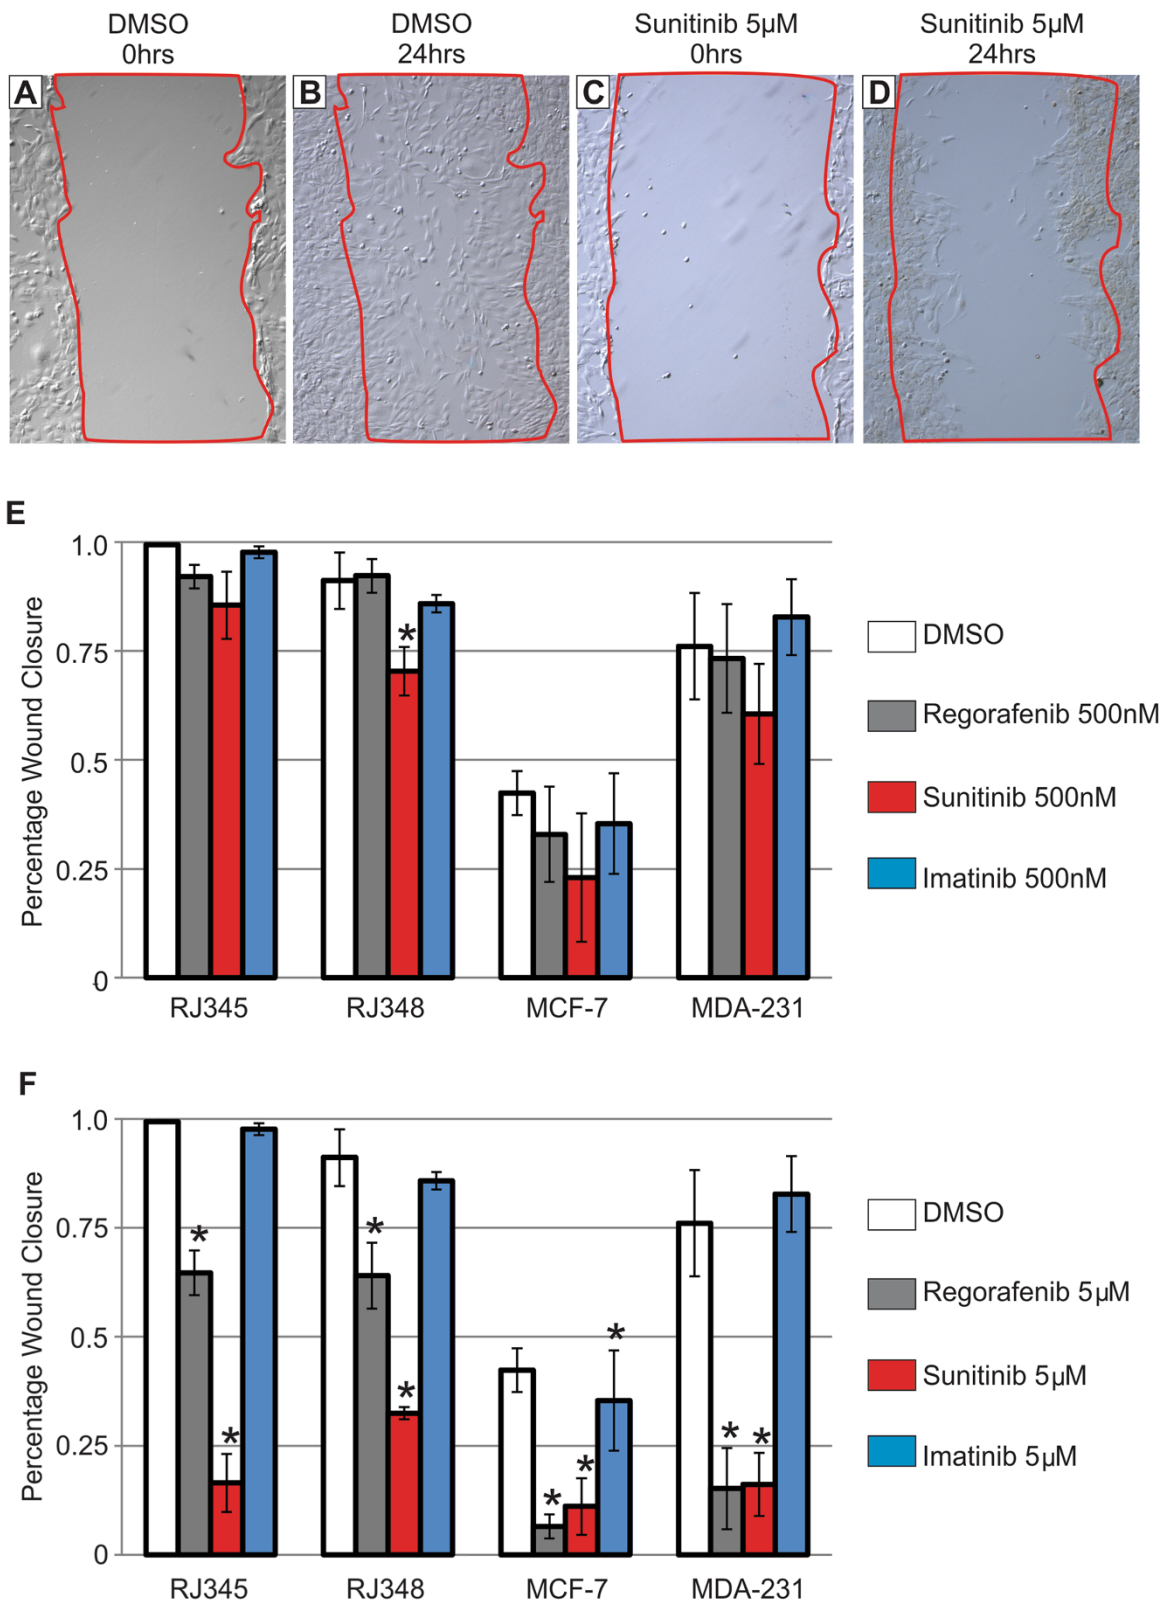 DMSO
0hrs
DMSO
24hrs
Sunitinib 5µM
0hrs
Sunitinib 5µM
24hrs
A
B
C
D
E
Percentage Wound Closure
1.0
0.75
0.5
0.25
0
*
RJ345
RJ348
MCF-7
MDA-231
DMSO
Regorafenib 500nM
Sunitinib 500nM
Imatinib 500nM
F
Percentage Wound Closure
1.0
0.75
0.5
0.25
0
*
*
*
*
*
*
*
*
*
RJ345
RJ348
MCF-7
MDA-231
DMSO
Regorafenib 5µM
Sunitinib 5µM
Imatinib 5µM